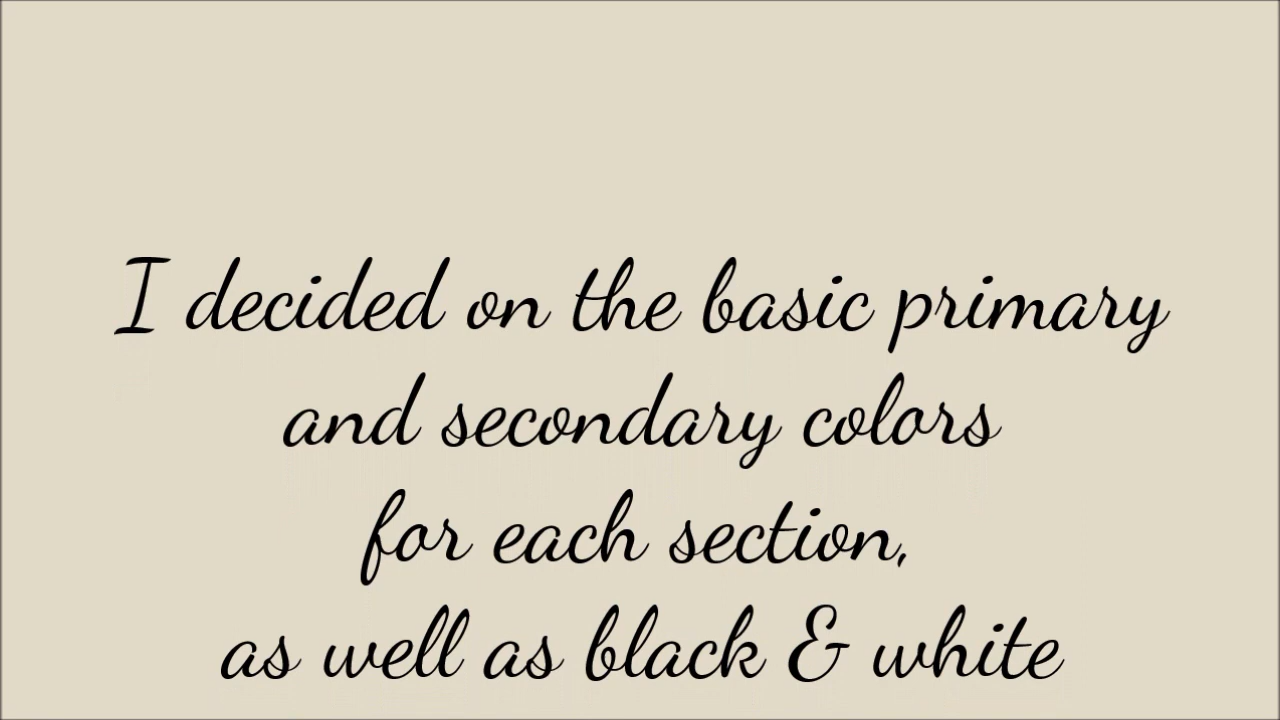 I decided on the basic primary
and secondary colors
for each section,
as well as black & white